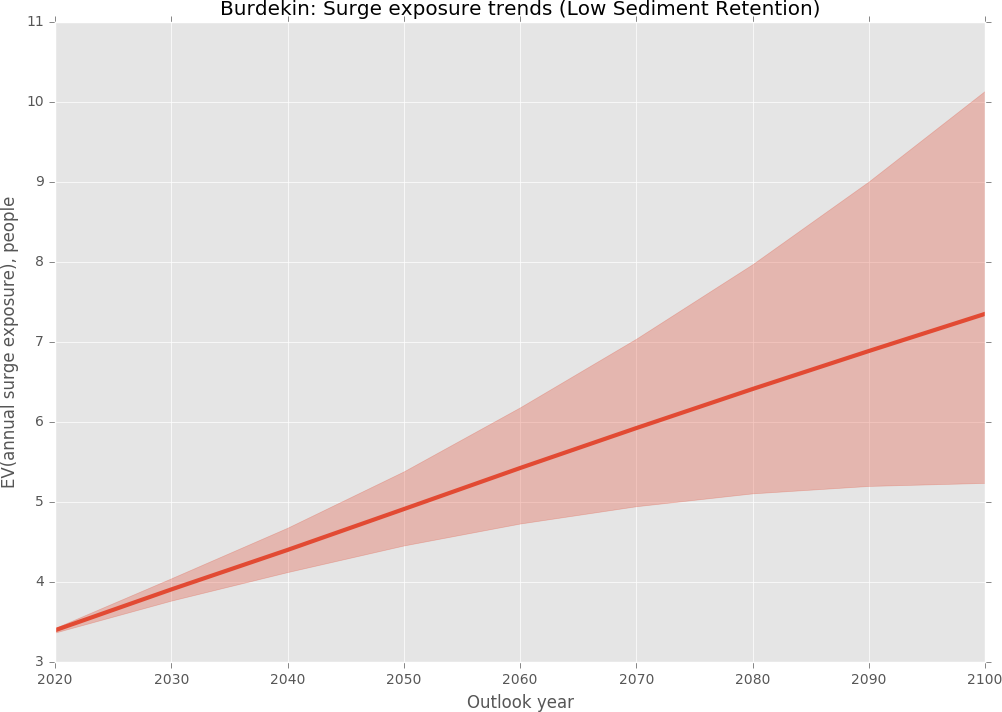 Burdekin: Surge exposure trends (Low Sediment Retention)
11
10
9
8
7
6
5
4
3
EV(annual surge exposure), people
2020 2030 2040 2050 2060 2070 2080 2090 2100
Outlook year